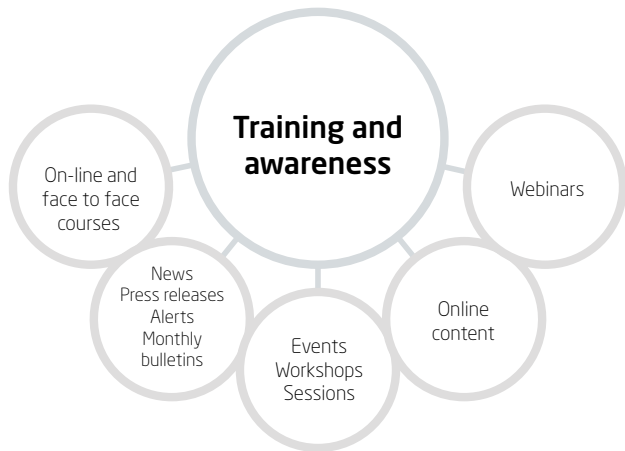 Training and
awareness
On-line and
face to face
courses
News
Press releases
Alerts
Monthly
bulletins
Events
Workshops
Sessions
Online
content
Webinars